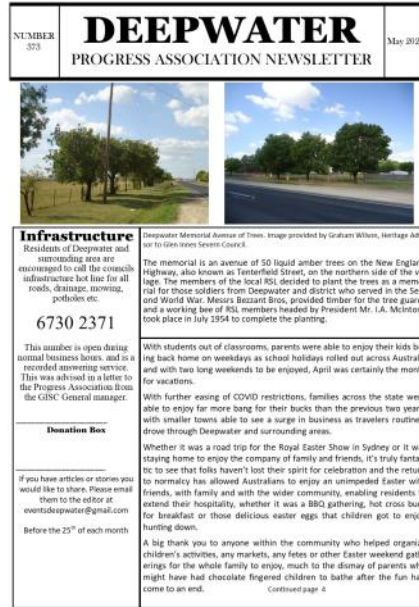 NUMBER
373
DEEPWATER
PROGRESS ASSOCIATION NEWSLETTER
May 202
Infrastructure
Residents of Deepwater and
surrounding area are
encouraged to call the councils
infrastructure hot line for all
roads, drainage, mowing,
potholes etc.
6730 2371
This number is open during
normal business hours, and is a
recorded answering service.
This was advised in a letter to
the Progress Association from
the GISC General manager.
Donation Box
If you have articles or stories you
would like to share. Please email
them to the editor at
eventsdeepwater@gmail.com
Before the 25th of each month
Deepwater Memorial Avenue of Trees. Image provided by Graham Wilson, Heritage Ad
sor to Glen Innes Severn Council.
The memorial is an avenue of 50 liquid amber trees on the New Englan
Highway, also known as Tenterfield Street, on the northern side of the v
lage. The members of the local RSL decided to plant the trees as a mem
rial for those soldiers from Deepwater and district who served in the Se
ond World War. Messrs Bezzant Bros, provided timber for the tree guar
and a working bee of RSL members headed by President Mr. I.A. McIntos
took place in July 1954 to complete the planting.
With students out of classrooms, parents were able to enjoy their kids b
ing back home on weekdays as school holidays rolled out across Austral
and with two long weekends to be enjoyed, April was certainly the mont
for vacations.
With further easing of COVID restrictions, families across the state wer
able to enjoy far more bang for their bucks than the previous two year
with smaller towns able to see a surge in business as travelers routine
drove through Deepwater and surrounding areas.
Whether it was a road trip for the Royal Easter Show in Sydney or it wa
staying home to enjoy the company of family and friends, it's truly fanta
tic to see that folks haven't lost their spirit for celebration and the retur
to normalcy has allowed Australians to enjoy an unimpeded Easter wit
friends, with family and with the wider community, enabling residents
extend their hospitality, whether it was a BBQ gathering, hot cross bun
for breakfast or those delicious easter eggs that children got to enjo
hunting down.
A big thank you to anyone within the community who helped organiz
children's activities, any markets, any fetes or other Easter weekend gat
erings for the whole family to enjoy, much to the dismay of parents wh
might have had chocolate fingered children to bathe after the fun ha
come to an end. Continued page 4